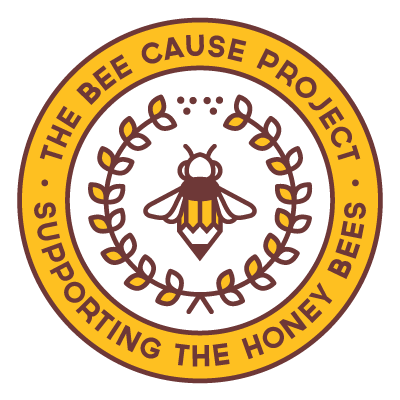 THE BEE CAUSE PROJECT
SUPPORTING THE HONEY BEES